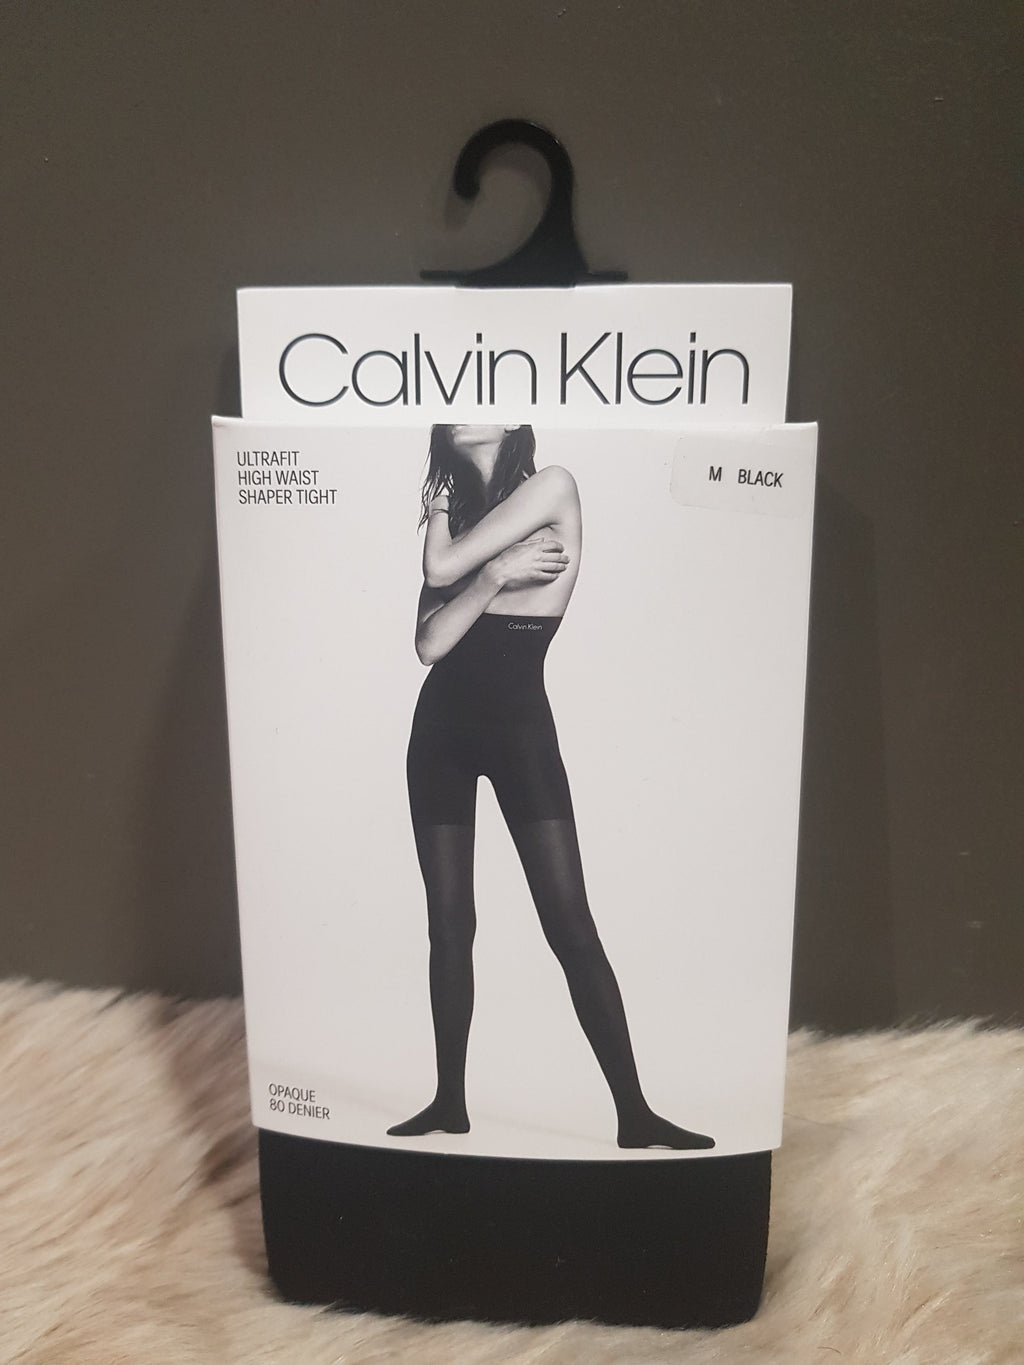 Calvin Klein
ULTRAFIT
HIGH WAIST
SHAPER TIGHT
M BLACK
Calvin Klein
OPAQUE
80 DENIER